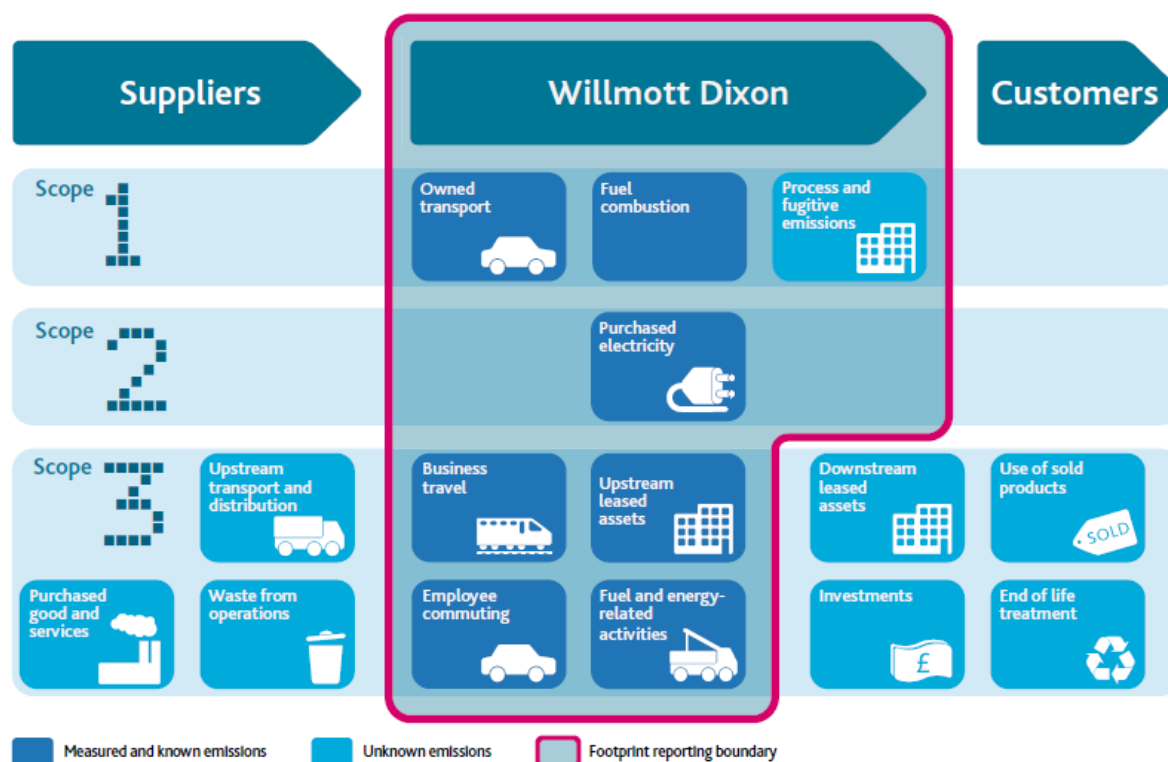 Suppliers
Willmott Dixon
Customers
Scope
1
Owned
transport
Fuel
combustion
Process and
fugitive
emissions
Scope
2
Purchased
electricity
Scope
3
Upstream
transport and
distribution
Business
travel
Upstream
leased
assets
Downstream
leased
assets
Use of sold
products
SOLD
Purchased
good and
services
Waste from
operations
Employee
commuting
Fuel and energy-
related
activities
Investments
£
End of life
treatment
Measured and known emissions
Unknown emissions
Footprint reporting boundary